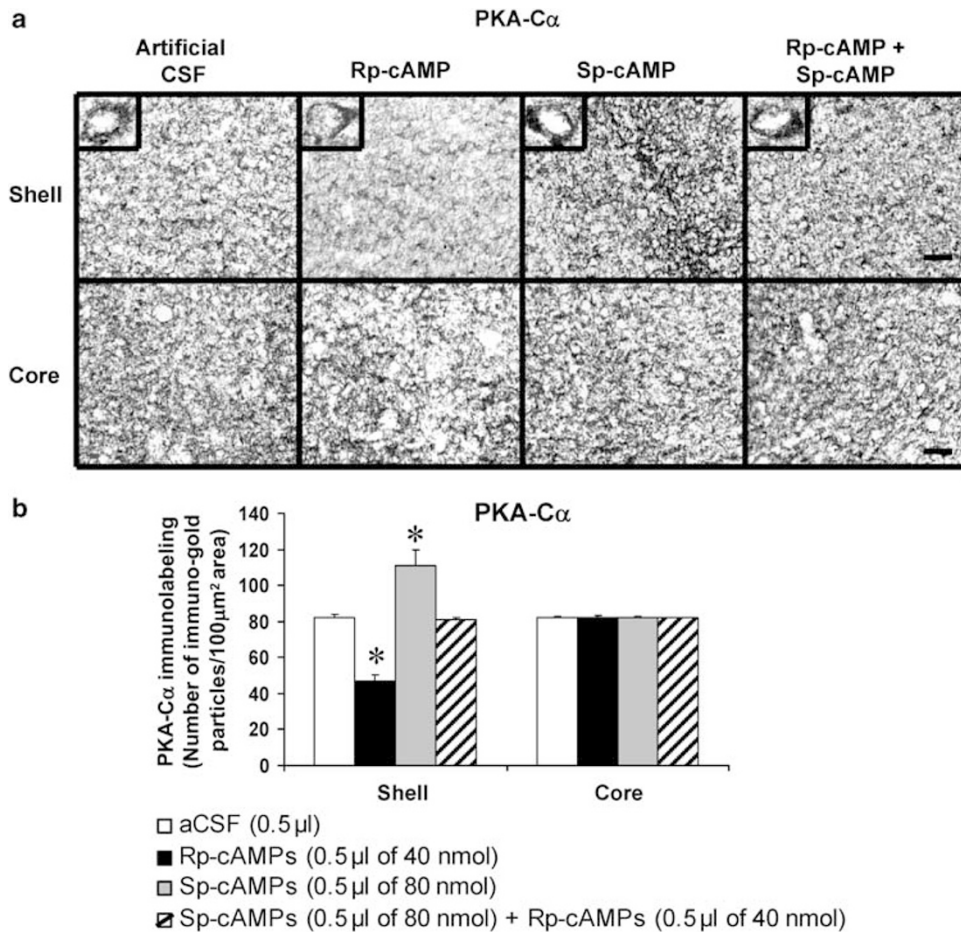 a
PKA-Cα
Artificial
CSF
Rp-cAMP
Sp-cAMP
Rp-cAMP +
Sp-cAMP
Shell
Core
b
PKA-Cα
PKA-Cα immunolabeling
(Number of immuno-gold
particles/100µm² area)
140
120
100
80
60
40
20
0
*
*
Shell
Core
aCSF (0.5 µl)
Rp-cAMPs (0.5 µl of 40 nmol)
Sp-cAMPs (0.5 µl of 80 nmol)
Sp-cAMPs (0.5 µl of 80 nmol) + Rp-cAMPs (0.5 µl of 40 nmol)